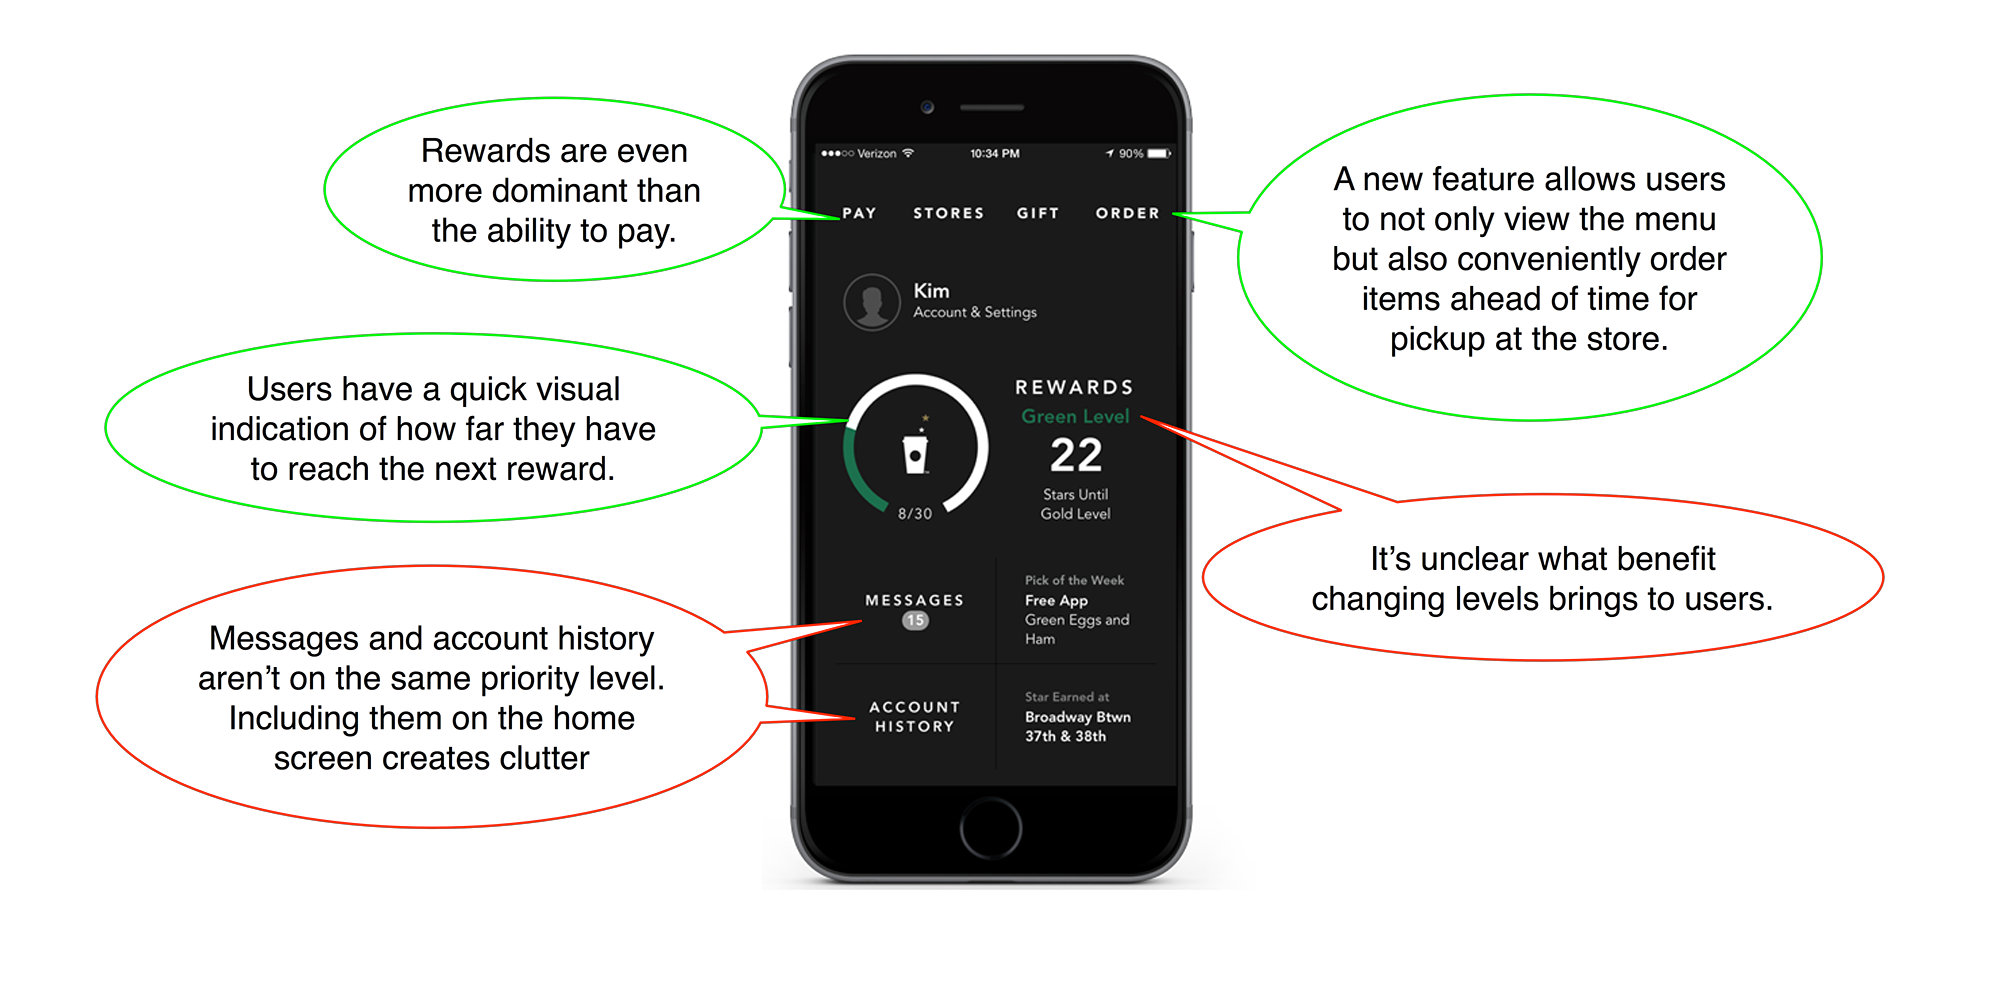 Rewards are even
more dominant than
the ability to pay.
Users have a quick visual
indication of how far they have
to reach the next reward.
Messages and account history
aren’t on the same priority level.
Including them on the home
screen creates clutter
Verizon 10:34 PM 90%
PAY STORES GIFT ORDER
Kim
Account & Settings
8/30
REWARDS
Green Level
22
Stars Until
Gold Level
MESSAGES
15
Pick of the Week
Free App
Green Eggs and
Ham
ACCOUNT
HISTORY
Star Earned at
Broadway Btwn
37th & 38th
A new feature allows users
to not only view the menu
but also conveniently order
items ahead of time for
pickup at the store.
It’s unclear what benefit
changing levels brings to users.